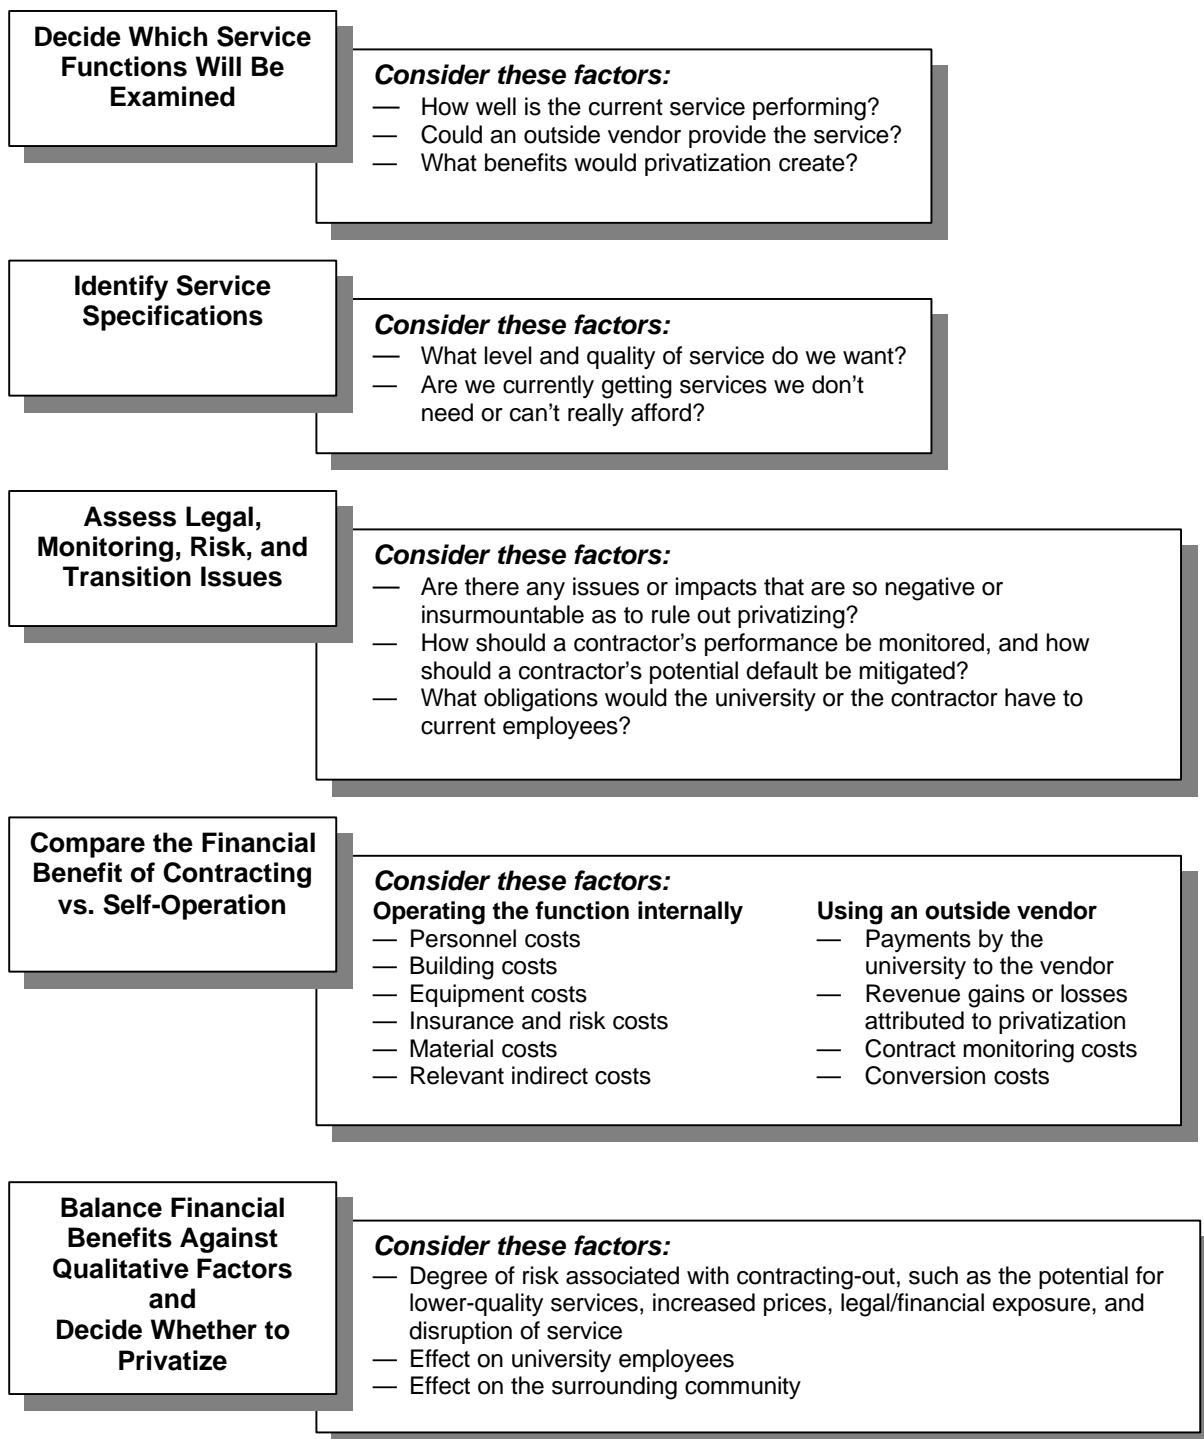 Decide Which Service
Functions Will Be
Examined
Consider these factors:
— How well is the current service performing?
— Could an outside vendor provide the service?
— What benefits would privatization create?
Identify Service
Specifications
Consider these factors:
— What level and quality of service do we want?
— Are we currently getting services we don’t
need or can’t really afford?
Assess Legal,
Monitoring, Risk, and
Transition Issues
Consider these factors:
— Are there any issues or impacts that are so negative or
insurmountable as to rule out privatizing?
— How should a contractor’s performance be monitored, and how
should a contractor’s potential default be mitigated?
— What obligations would the university or the contractor have to
current employees?
Compare the Financial
Benefit of Contracting
vs. Self-Operation
Consider these factors:
Operating the function internally
— Personnel costs
— Building costs
— Equipment costs
— Insurance and risk costs
— Material costs
— Relevant indirect costs
Using an outside vendor
— Payments by the
university to the vendor
— Revenue gains or losses
attributed to privatization
— Contract monitoring costs
— Conversion costs
Balance Financial
Benefits Against
Qualitative Factors
and
Decide Whether to
Privatize
Consider these factors:
— Degree of risk associated with contracting-out, such as the potential for
lower-quality services, increased prices, legal/financial exposure, and
disruption of service
— Effect on university employees
— Effect on the surrounding community